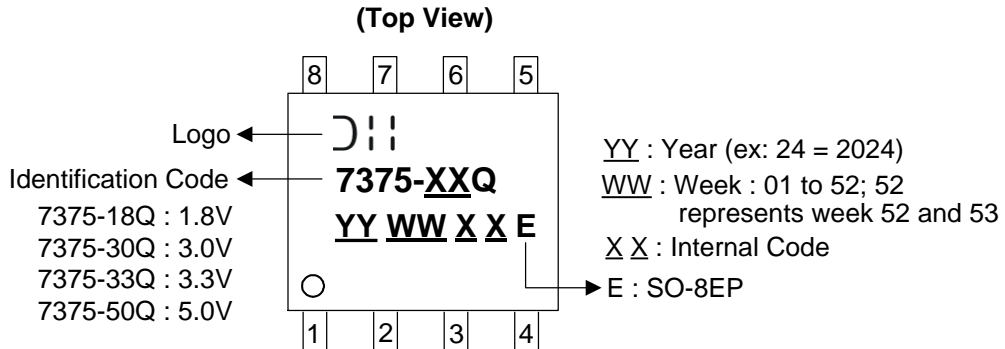 (Top View)
8 7 6 5
Logo
Identification Code
7375-18Q : 1.8V
7375-30Q : 3.0V
7375-33Q : 3.3V
7375-50Q : 5.0V
7375-XXQ
YY WW X X E
YY : Year (ex: 24 = 2024)
WW : Week : 01 to 52; 52
represents week 52 and 53
X X : Internal Code
E : SO-8EP
1 2 3 4